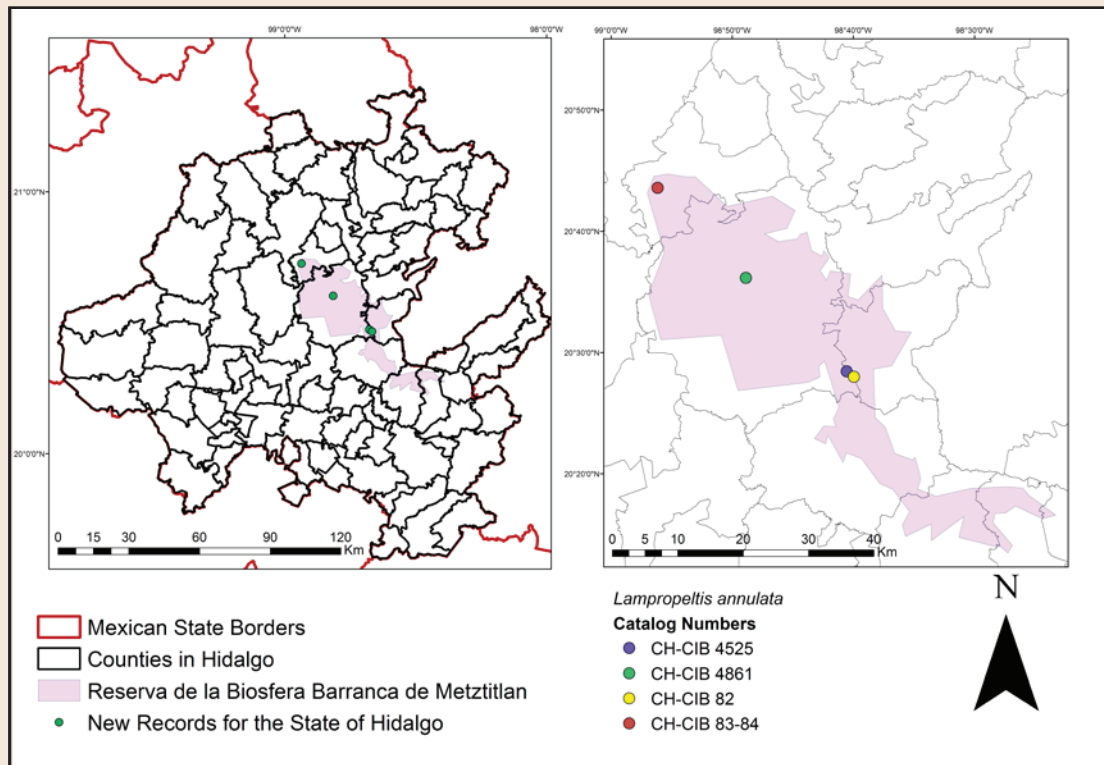 99°0'0"W
98°0'0"W
21°0'0"N
20°0'0"N
0 15 30 60 90 120
Km
99°0'0"W
98°50'0"W
98°40'0"W
98°30'0"W
20°50'0"N
20°40'0"N
20°30'0"N
20°20'0"N
0 5 10 20 30 40
Km
Mexican State Borders
Counties in Hidalgo
Reserva de la Biosfera Barranca de Metztitlan
New Records for the State of Hidalgo
Lampropeltis annulata
Catalog Numbers
CH-CIB 4525
CH-CIB 4861
CH-CIB 82
CH-CIB 83-84
N